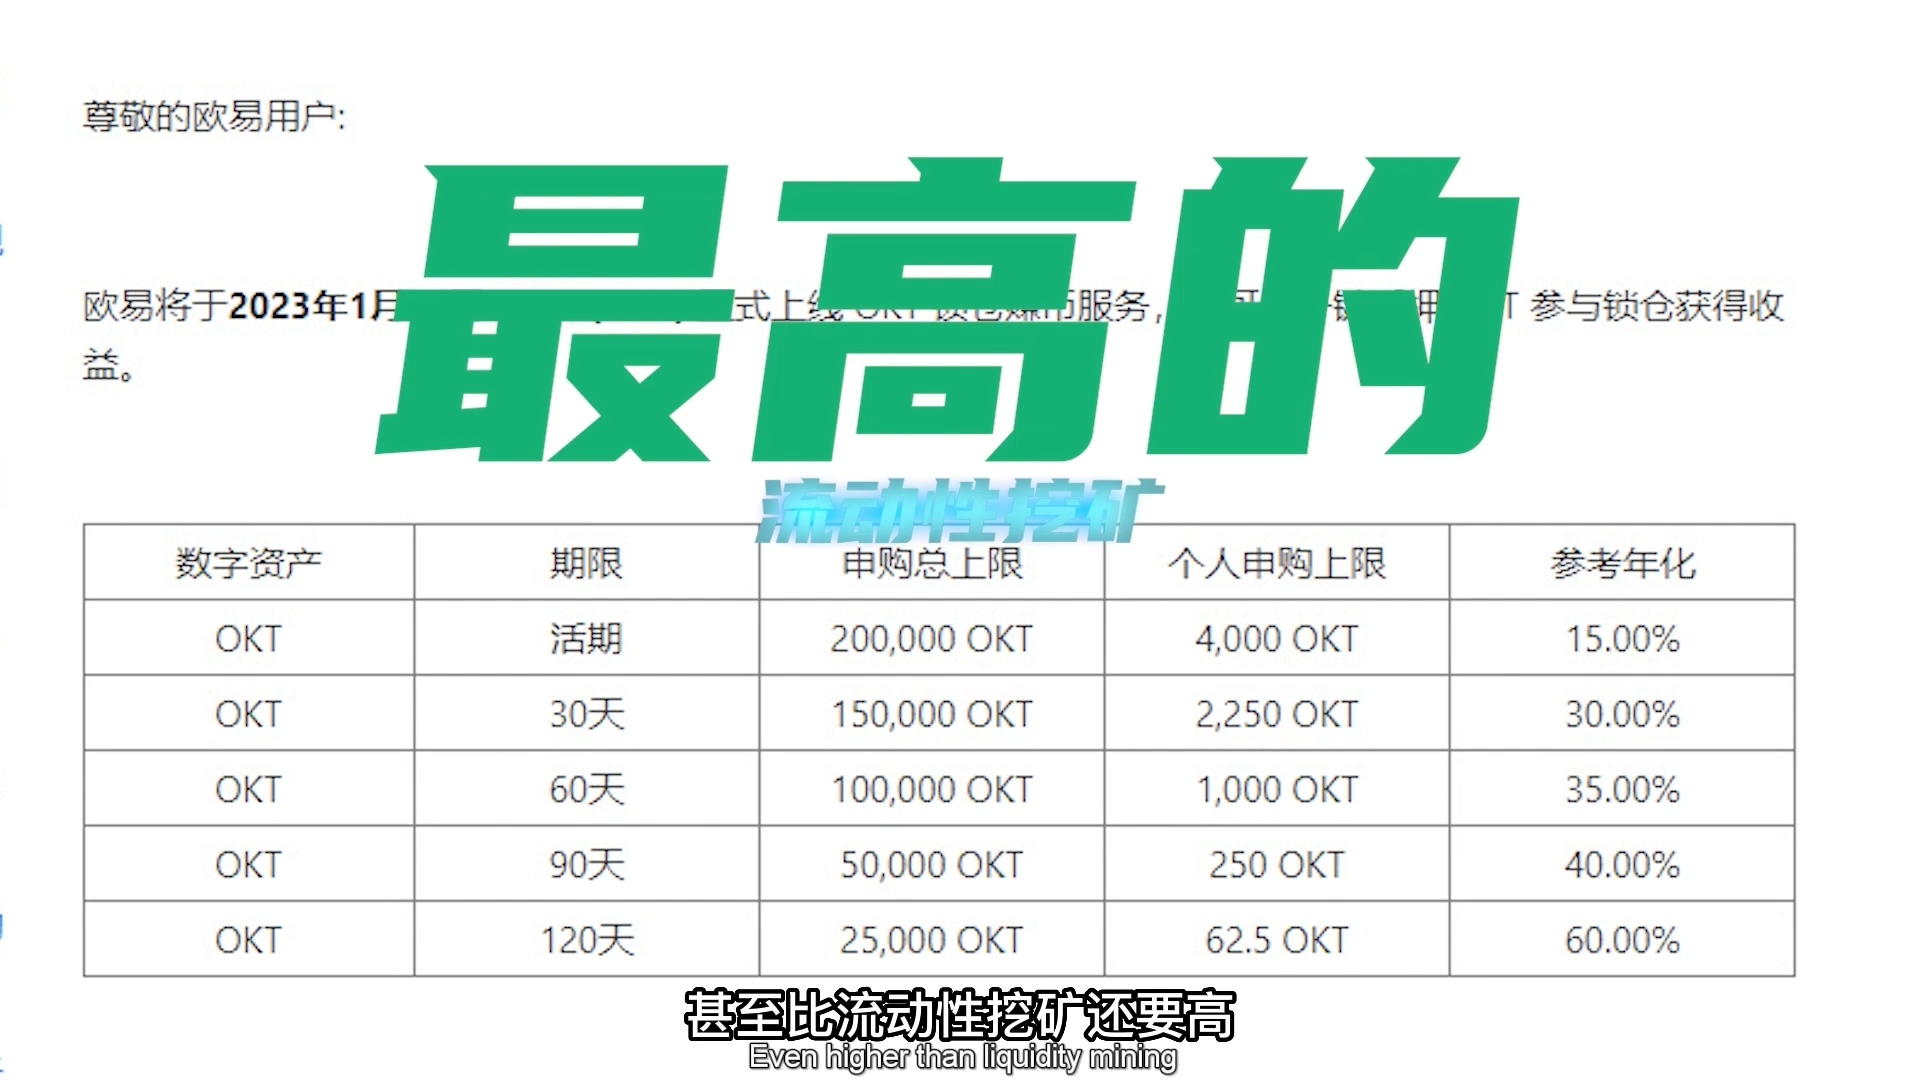 尊敬的欧易用户:
最高的
欧易将于2023年1月 式上线 OKT 锁仓赚币服务， 参与锁仓获得收
益。
流动性挖矿
数字资产 期限 申购总上限 个人申购上限 参考年化
OKT 活期 200,000 OKT 4,000 OKT 15.00%
OKT 30天 150,000 OKT 2,250 OKT 30.00%
OKT 60天 100,000 OKT 1,000 OKT 35.00%
OKT 90天 50,000 OKT 250 OKT 40.00%
OKT 120天 25,000 OKT 62.5 OKT 60.00%
甚至比流动性挖矿还要高
Even higher than liquidity mining